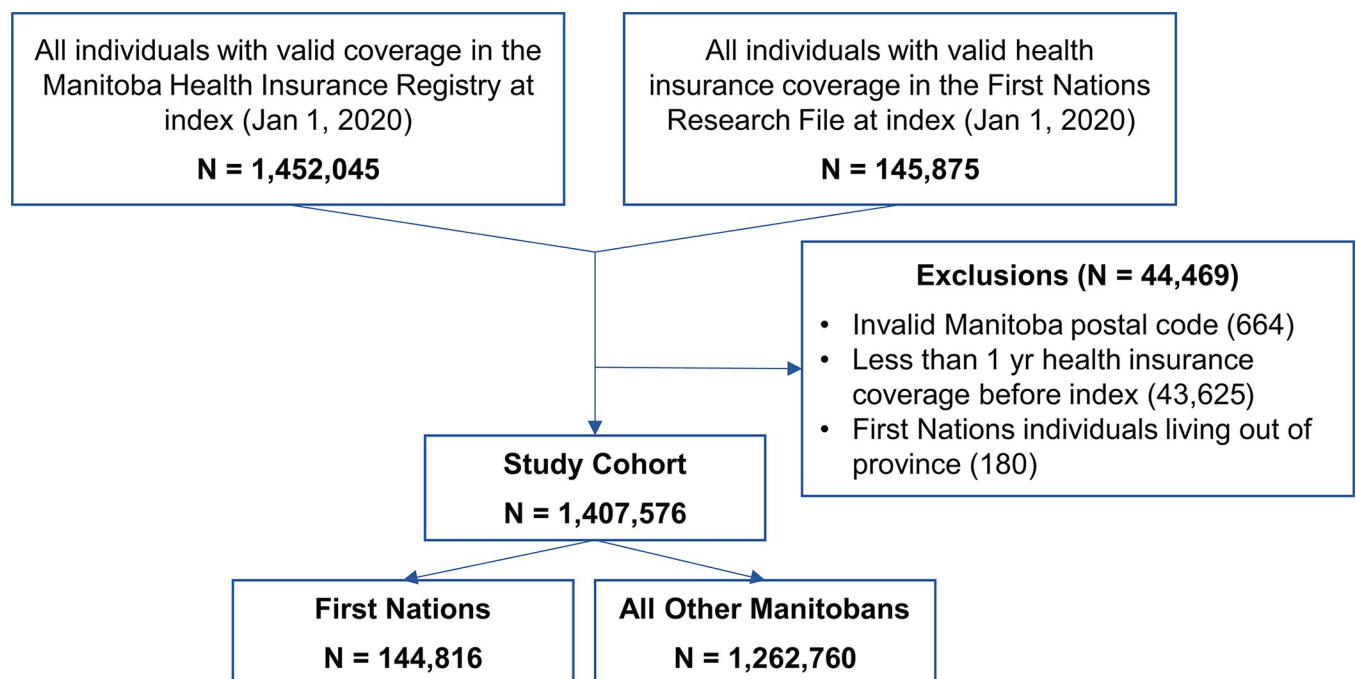 All individuals with valid coverage in the
Manitoba Health Insurance Registry at
index (Jan 1, 2020)
N = 1,452,045
All individuals with valid health
insurance coverage in the First Nations
Research File at index (Jan 1, 2020)
N = 145,875
Exclusions (N = 44,469)
• Invalid Manitoba postal code (664)
• Less than 1 yr health insurance
coverage before index (43,625)
• First Nations individuals living out of
province (180)
Study Cohort
N = 1,407,576
First Nations
N = 144,816
All Other Manitobans
N = 1,262,760